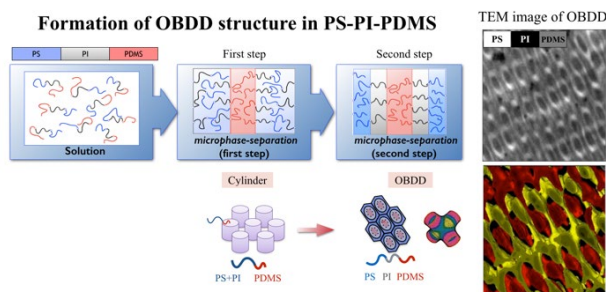 Formation of OBDD structure in PS-PI-PDMS
TEM image of OBDD
PS PI PDMS
First step
Second step
PS PI PDMS
Solution
microphase-separation
(first step)
microphase-separation
(second step)
Cylinder
OBDD
PS+PI PDMS
PS PI PDMS